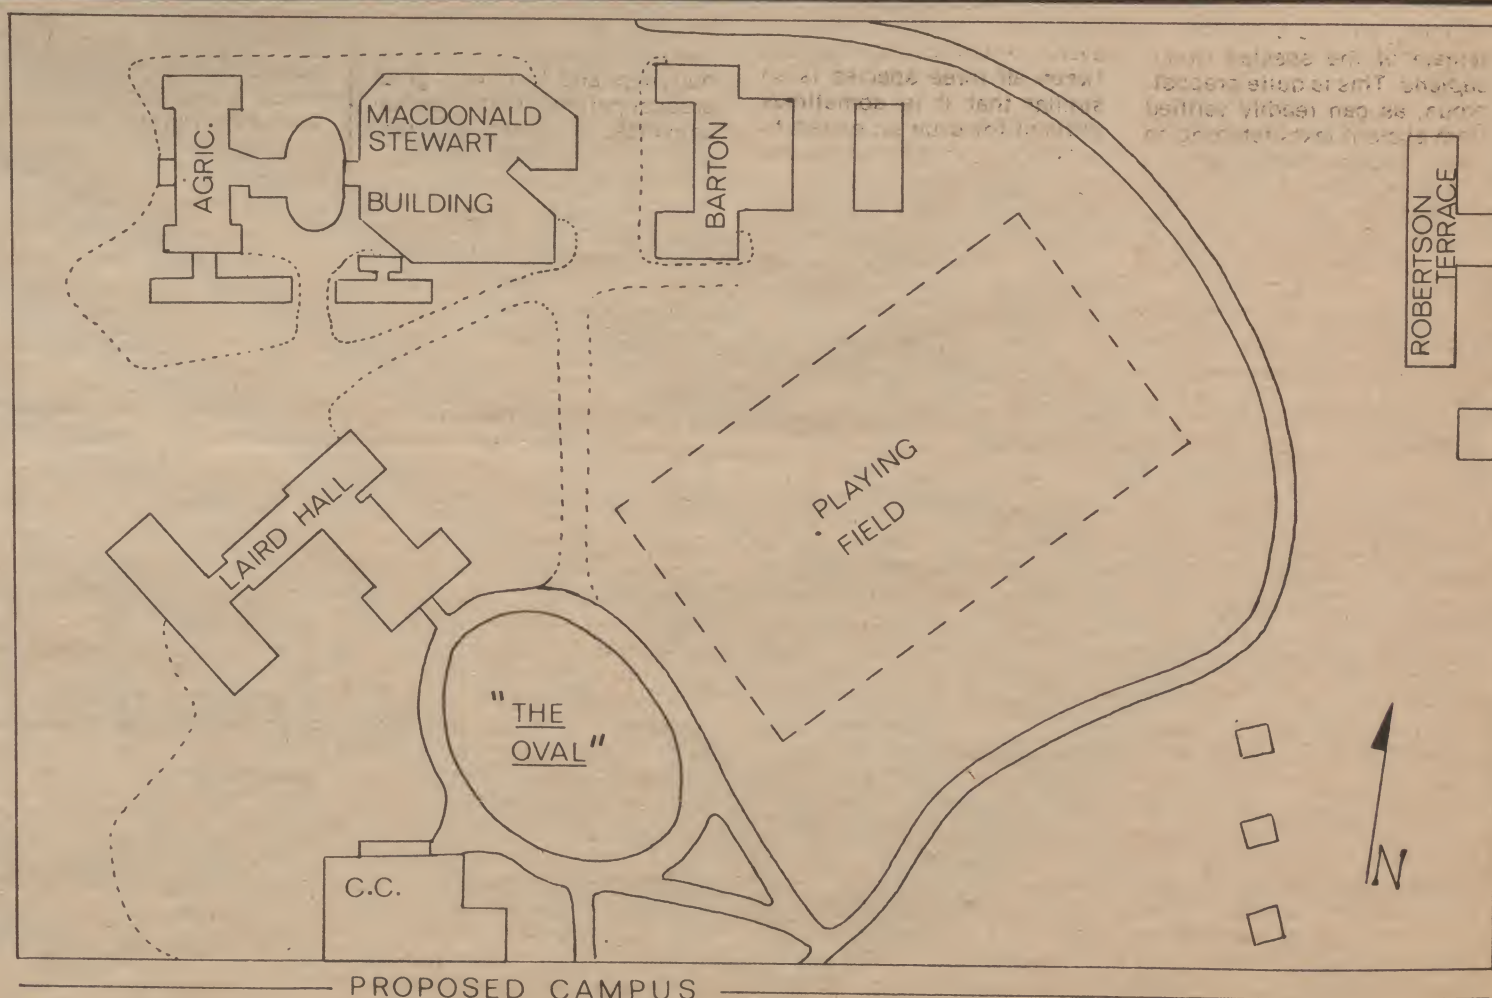 AGRIC.
MACDONALD
STEWART
BUILDING
BARTON
ROBERTSON
TERRACE
PLAYING
FIELD
LAIRD HALL
"THE
OVAL"
C.C.
N
PROPOSED CAMPUS